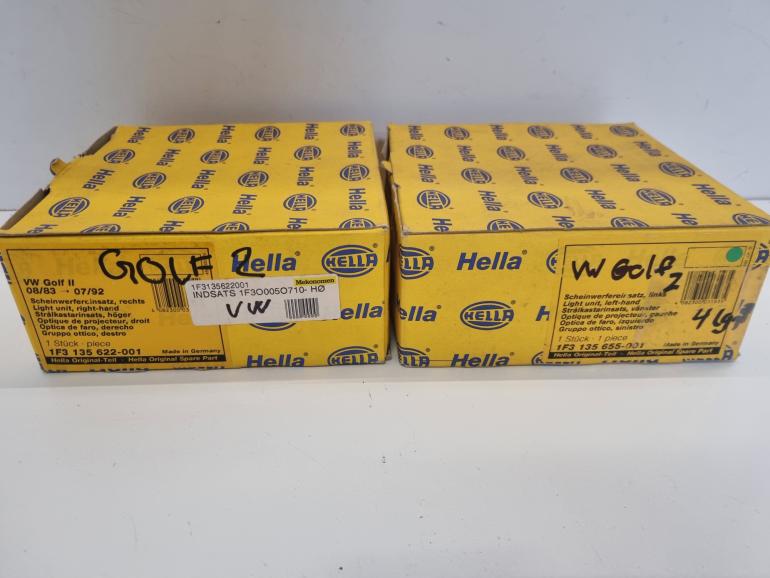 Hella
HELLA
GOLF 2
VW Golf II
08/83 → 07/92
Scheinwerfereinsatz, rechts
Light unit, right-hand
Strålkastarinsats, höger
Optique de projecteur, droit
Optica de faro, derecho
Gruppo ottico, destro
1 Stück · piece
1F3 135 622-001
Made in Germany
Hella Original-Teil - Hella Original Spare Part
Mekonomen
1F3135622001
INDSATS 1F3O005O710- HØ
VW
Hella
HELLA
VW Golf
2
Scheinwerfereinsatz, links
Light unit, left-hand
Strålkastarinsats, vänster
Optique de projecteur, gauche
Optica de faro, izquierdo
Gruppo ottico, sinistro
1 Stück · 1 piece
1F3 135 655-001
Made in Germany
Hella Original-Teil - Hella Original Spare Part